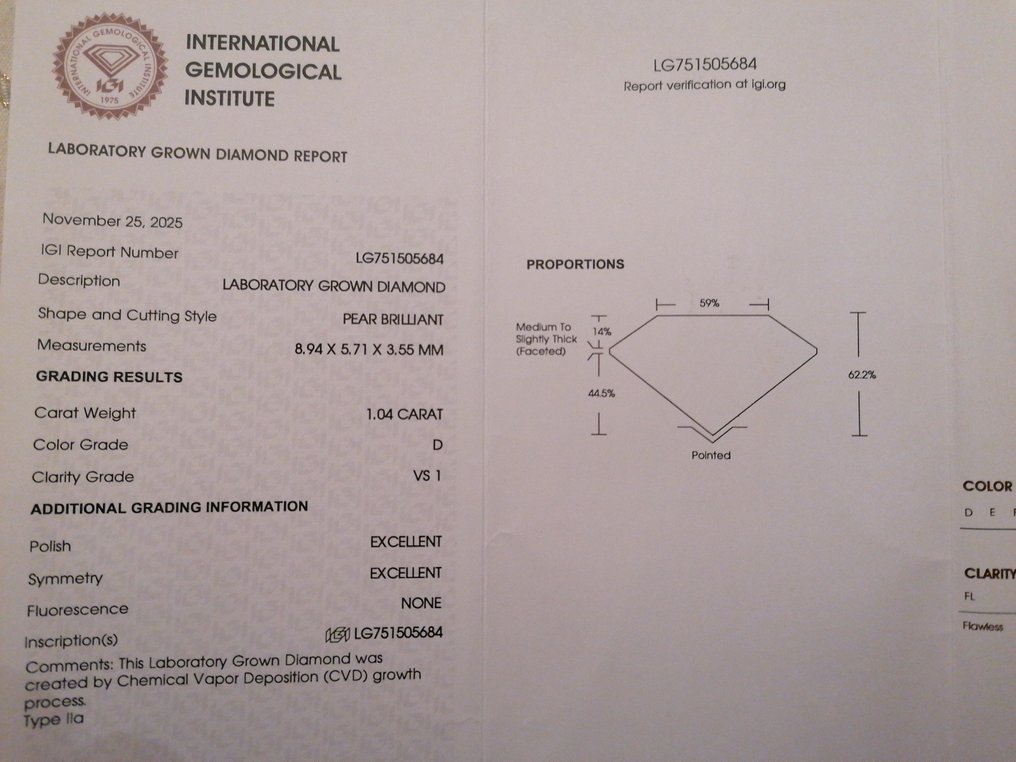 INTERNATIONAL GEMOLOGICAL INSTITUTE
IGI
1975
INTERNATIONAL
GEMOLOGICAL
INSTITUTE
LABORATORY GROWN DIAMOND REPORT
November 25, 2025
IGI Report Number LG751505684
Description LABORATORY GROWN DIAMOND
Shape and Cutting Style PEAR BRILLIANT
Measurements 8.94 X 5.71 X 3.55 MM
GRADING RESULTS
Carat Weight 1.04 CARAT
Color Grade D
Clarity Grade VS 1
ADDITIONAL GRADING INFORMATION
Polish EXCELLENT
Symmetry EXCELLENT
Fluorescence NONE
Inscription(s) IGI LG751505684
Comments: This Laboratory Grown Diamond was
created by Chemical Vapor Deposition (CVD) growth
process.
Type IIa
LG751505684
Report verification at igi.org
PROPORTIONS
59%
Medium To
Slightly Thick
(Faceted)
14%
44.5%
62.2%
Pointed
COLOR
D E F
CLARITY
FL
Flawless